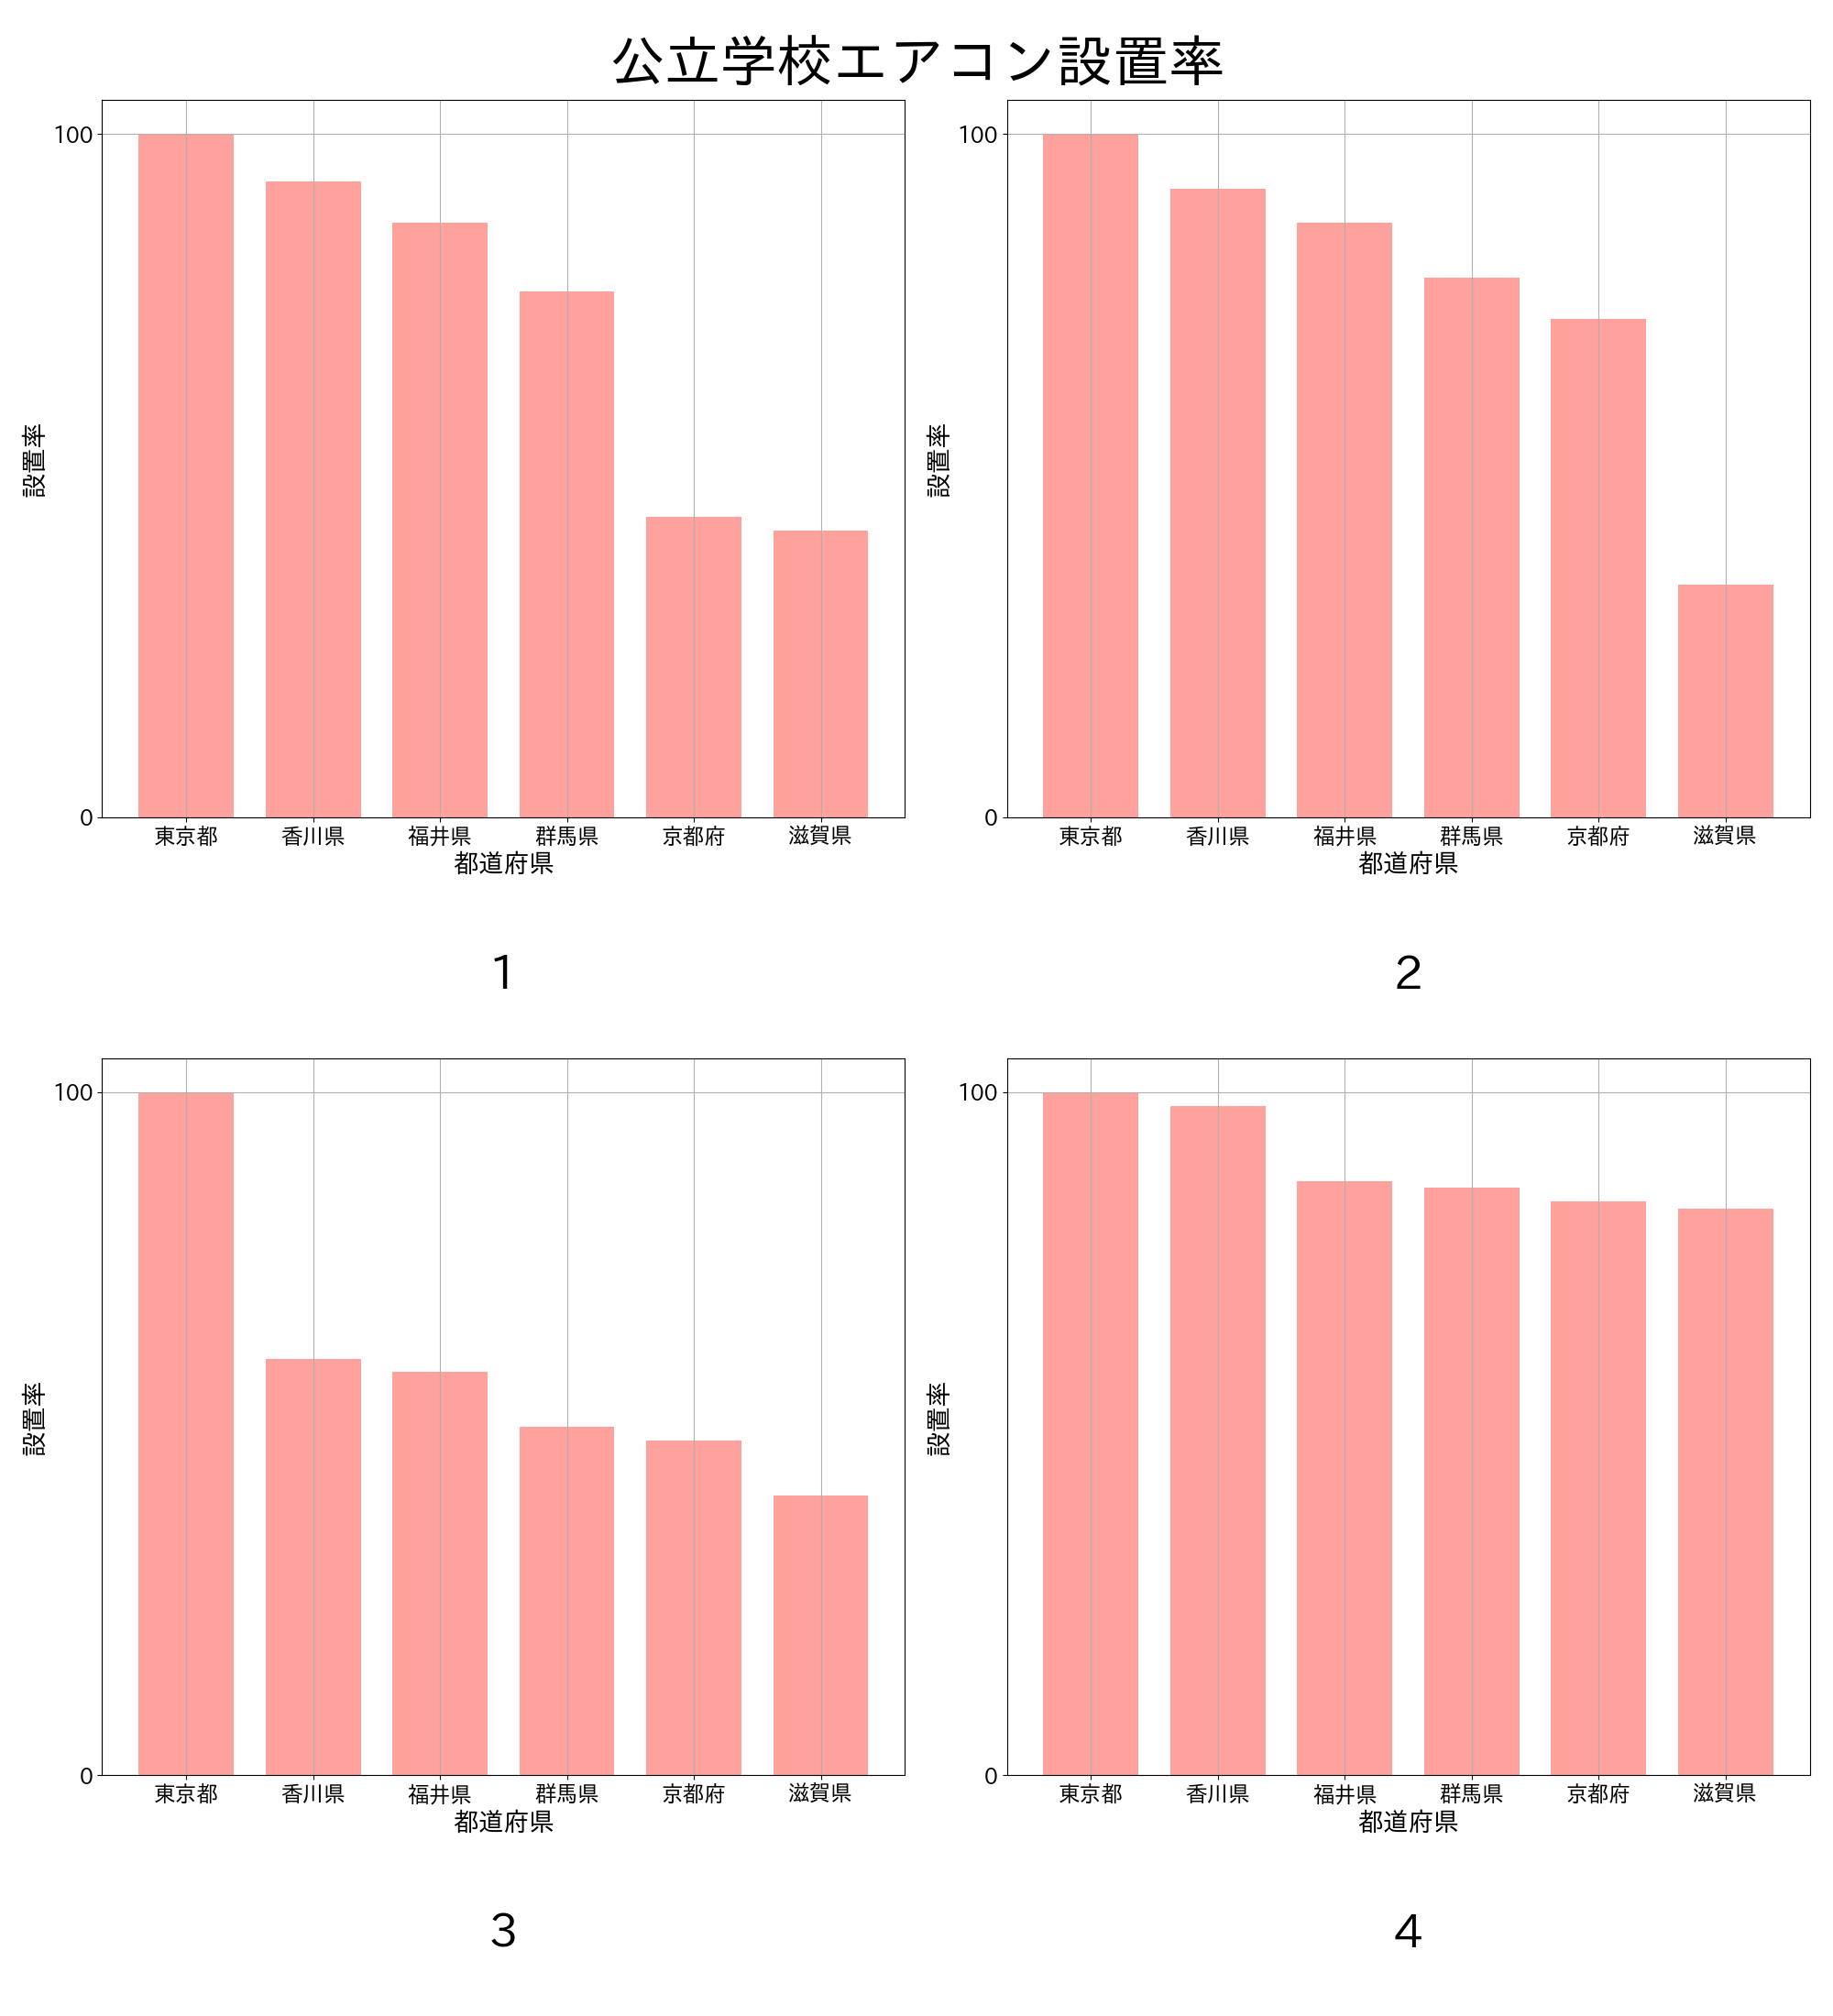 公立学校エアコン設置率
100
0
設置率
東京都 香川県 福井県 群馬県 京都府 滋賀県
都道府県
1
100
0
設置率
東京都 香川県 福井県 群馬県 京都府 滋賀県
都道府県
2
100
0
設置率
東京都 香川県 福井県 群馬県 京都府 滋賀県
都道府県
3
100
0
設置率
東京都 香川県 福井県 群馬県 京都府 滋賀県
都道府県
4